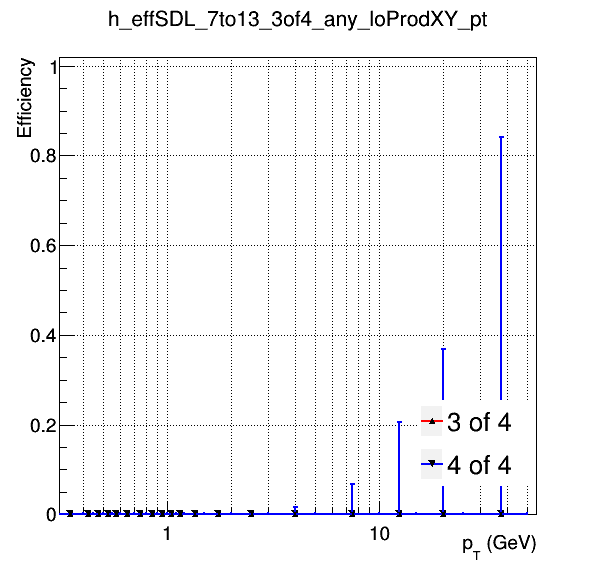 h_effSDL_7to13_3of4_any_loProdXY_pt
Efficiency
1
0.8
0.6
0.4
0.2
0
3 of 4
4 of 4
1
10
p_T (GeV)